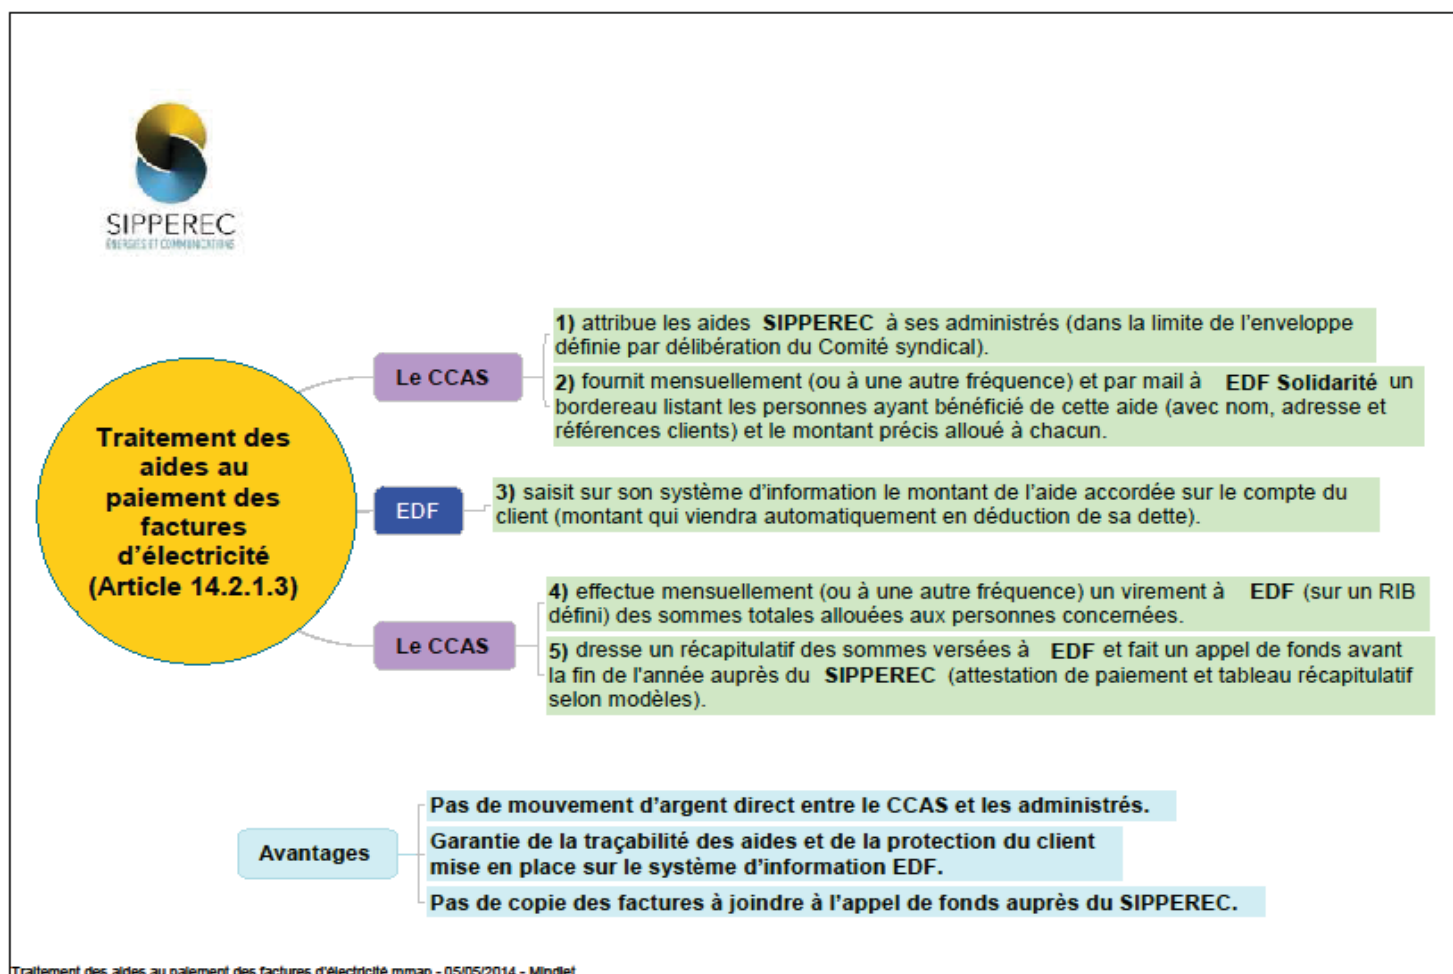 SIPPEREC
ÉNERGIES ET COMMUNICATIONS
Traitement des
aides au
paiement des
factures
d'électricité
(Article 14.2.1.3)
Le CCAS
1) attribue les aides SIPPEREC à ses administrés (dans la limite de l'enveloppe
définie par délibération du Comité syndical).
2) fournit mensuellement (ou à une autre fréquence) et par mail à EDF Solidarité un
bordereau listant les personnes ayant bénéficié de cette aide (avec nom, adresse et
références clients) et le montant précis alloué à chacun.
EDF
3) saisit sur son système d'information le montant de l'aide accordée sur le compte du
client (montant qui viendra automatiquement en déduction de sa dette).
Le CCAS
4) effectue mensuellement (ou à une autre fréquence) un virement à EDF (sur un RIB
défini) des sommes totales allouées aux personnes concernées.
5) dresse un récapitulatif des sommes versées à EDF et fait un appel de fonds avant
la fin de l'année auprès du SIPPEREC (attestation de paiement et tableau récapitulatif
selon modèles).
Avantages
Pas de mouvement d'argent direct entre le CCAS et les administrés.
Garantie de la traçabilité des aides et de la protection du client
mise en place sur le système d'information EDF.
Pas de copie des factures à joindre à l'appel de fonds auprès du SIPPEREC.
Traitement des aides au paiement des factures d'électricité.mmap - 05/05/2014 - Mindjet